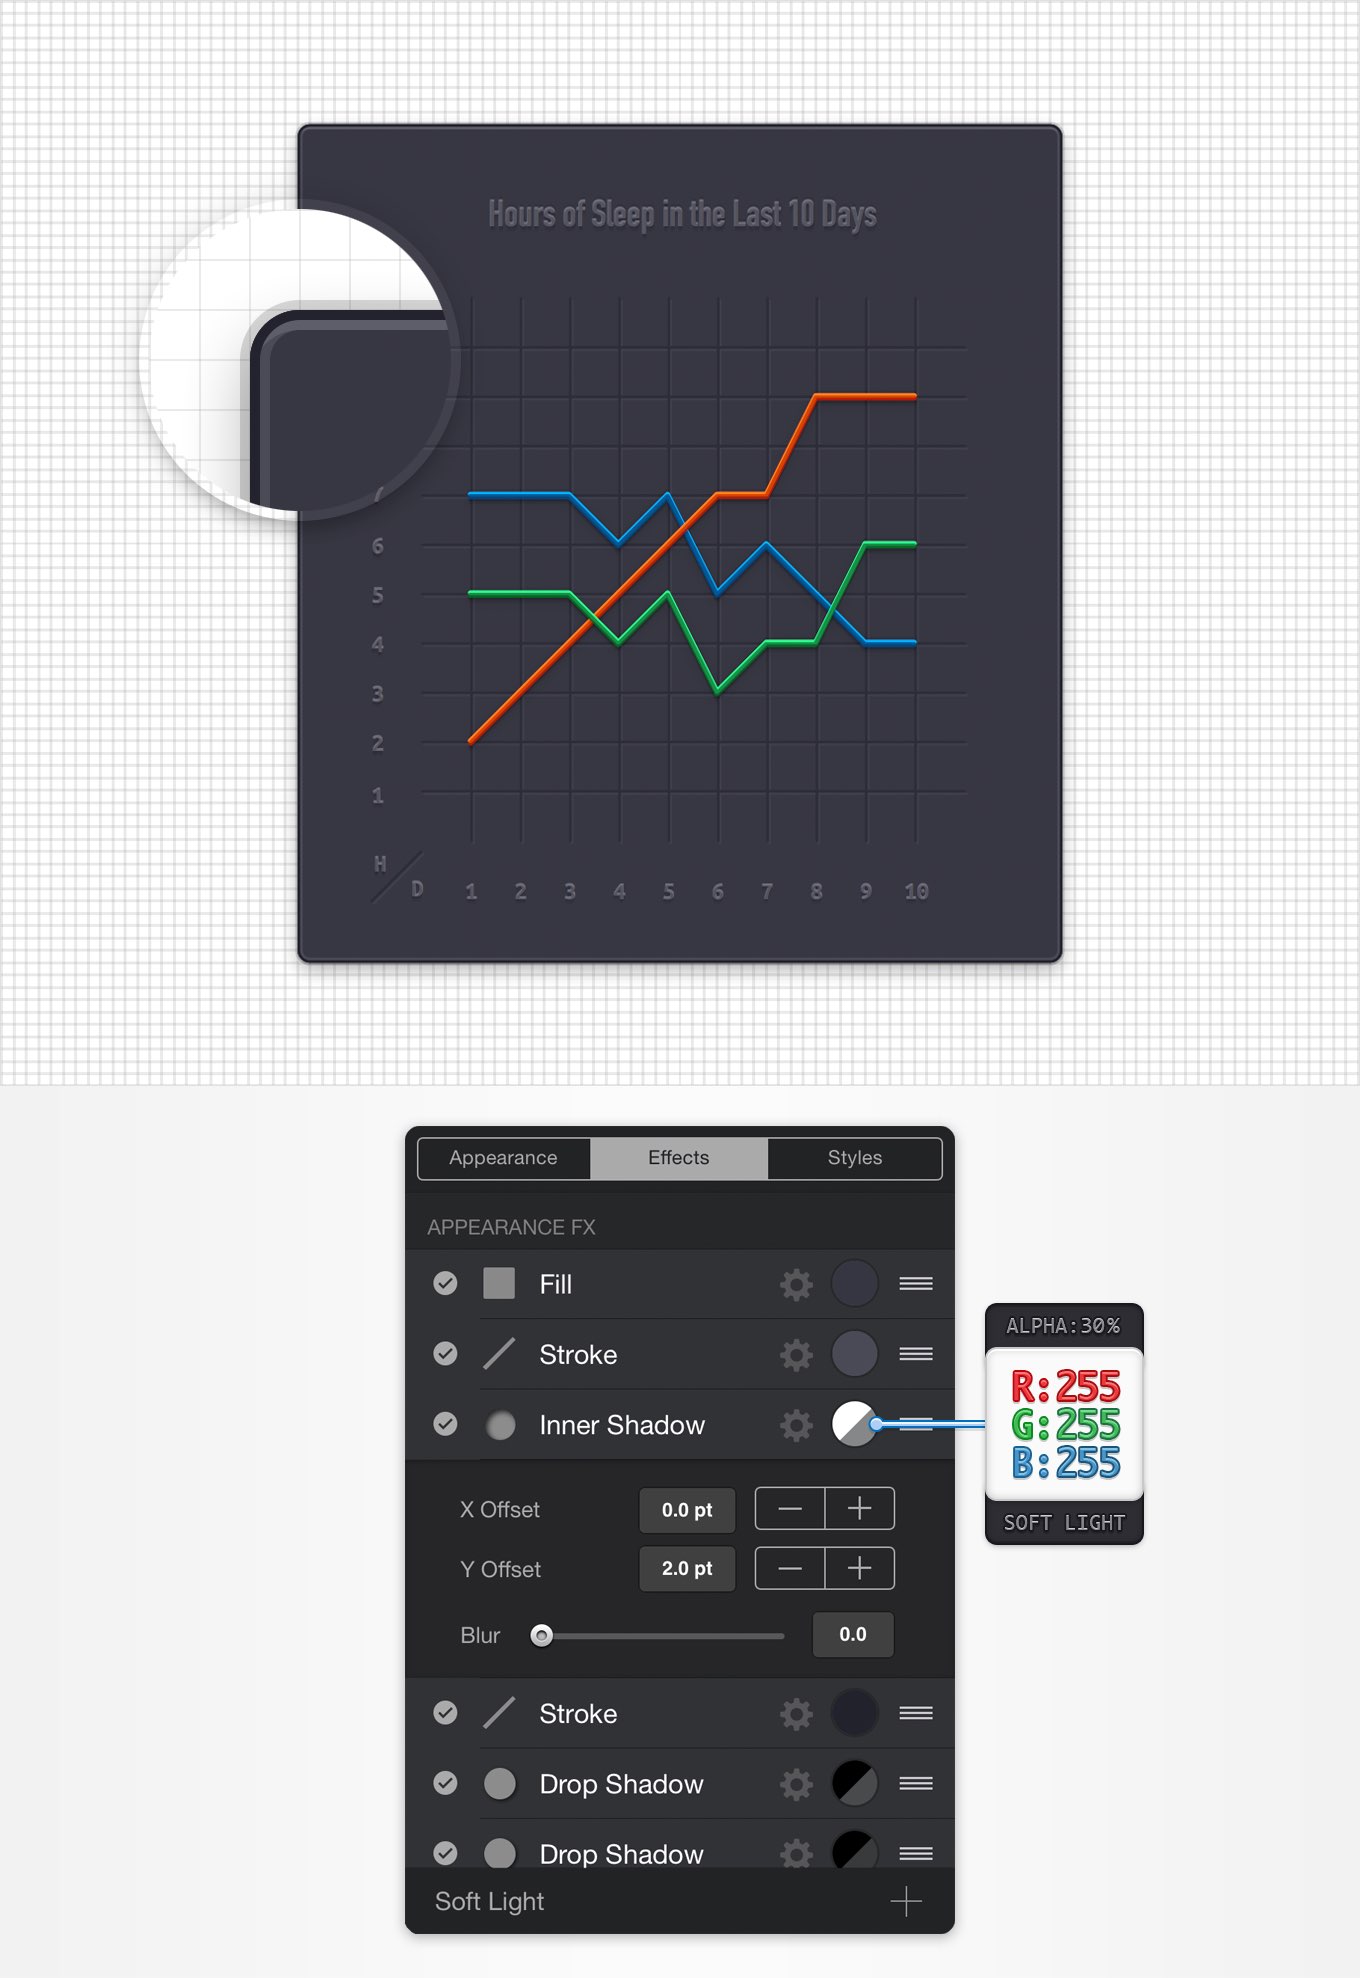 Hours of Sleep in the Last 10 Days
6
5
4
3
2
1
H
D 1 2 3 4 5 6 7 8 9 10
Appearance Effects Styles
APPEARANCE FX
Fill
Stroke
Inner Shadow
X Offset 0.0 pt
Y Offset 2.0 pt
Blur 0.0
Stroke
Drop Shadow
Drop Shadow
Soft Light
ALPHA:30%
R:255
G:255
B:255
SOFT LIGHT